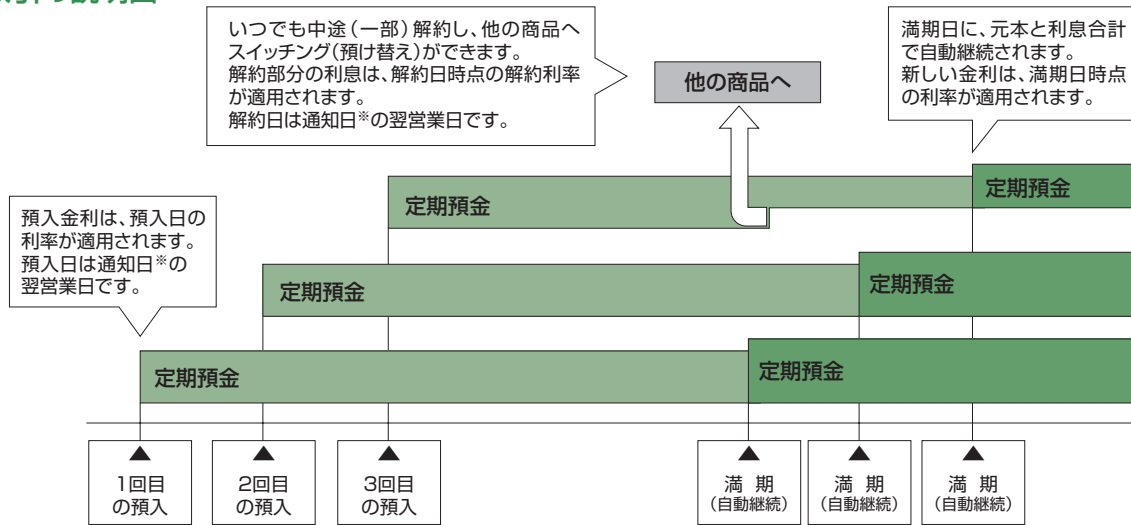 いつでも中途（一部）解約し、他の商品へ
スイッチング(預け替え)ができます。
解約部分の利息は、解約日時点の解約利率
が適用されます。
解約日は通知日※の翌営業日です。
他の商品へ
満期日に、元本と利息合計
で自動継続されます。
新しい金利は、満期日時点
の利率が適用されます。
預入金利は、預入日の
利率が適用されます。
預入日は通知日※の
翌営業日です。
定期預金
定期預金
定期預金
定期預金
定期預金
定期預金
1回目
の預入
2回目
の預入
3回目
の預入
満 期
(自動継続)
満 期
(自動継続)
満 期
(自動継続)